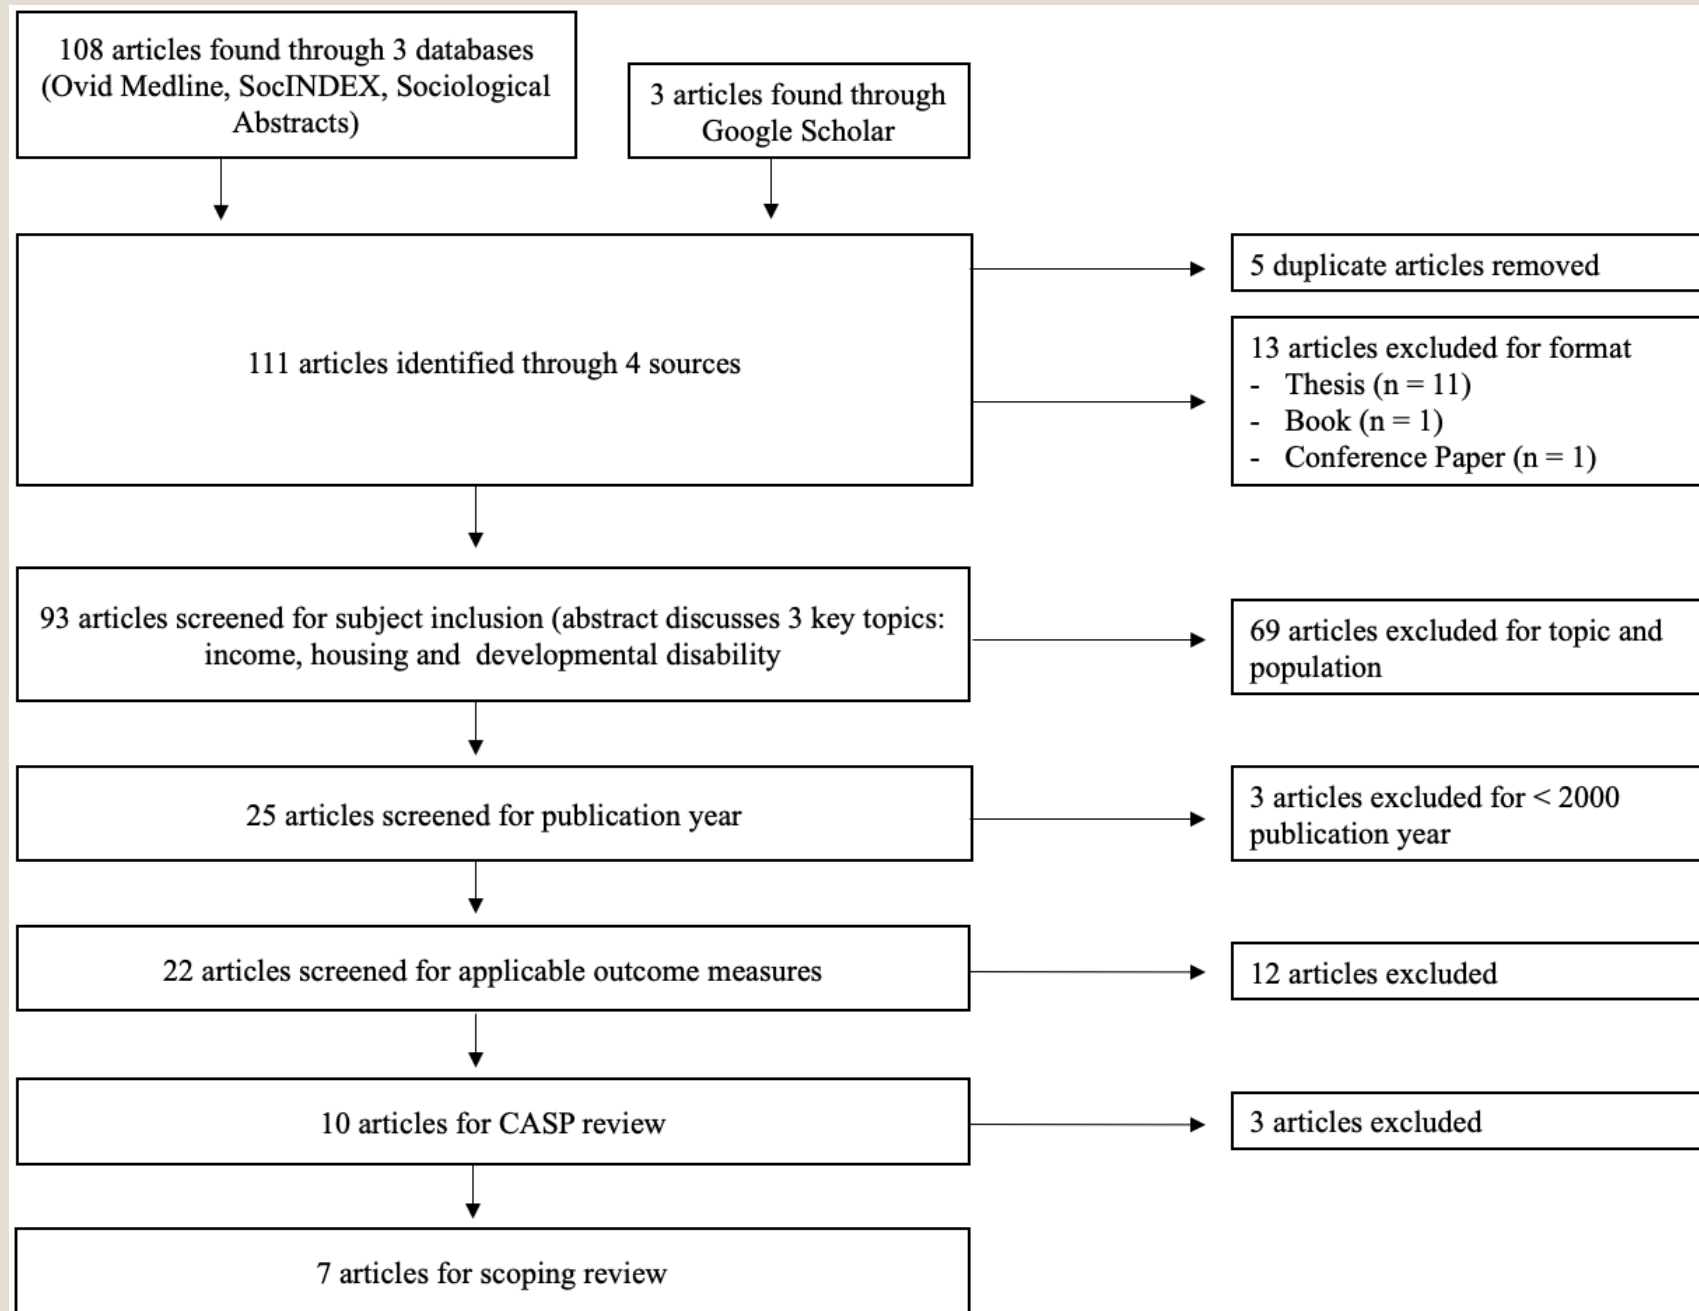 108 articles found through 3 databases
(Ovid Medline, SocINDEX, Sociological
Abstracts)
3 articles found through
Google Scholar
111 articles identified through 4 sources
5 duplicate articles removed
13 articles excluded for format
- Thesis (n = 11)
- Book (n = 1)
- Conference Paper (n = 1)
93 articles screened for subject inclusion (abstract discusses 3 key topics:
income, housing and developmental disability
69 articles excluded for topic and
population
25 articles screened for publication year
3 articles excluded for < 2000
publication year
22 articles screened for applicable outcome measures
12 articles excluded
10 articles for CASP review
3 articles excluded
7 articles for scoping review